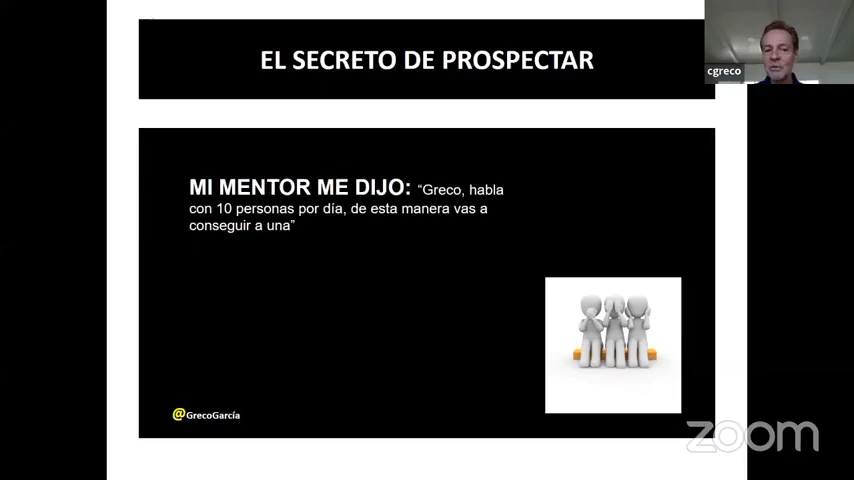 EL SECRETO DE PROSPECTAR
cgreco
MI MENTOR ME DIJO: “Greco, habla
con 10 personas por día, de esta manera vas a
conseguir a una”
@GrecoGarcía
zoom